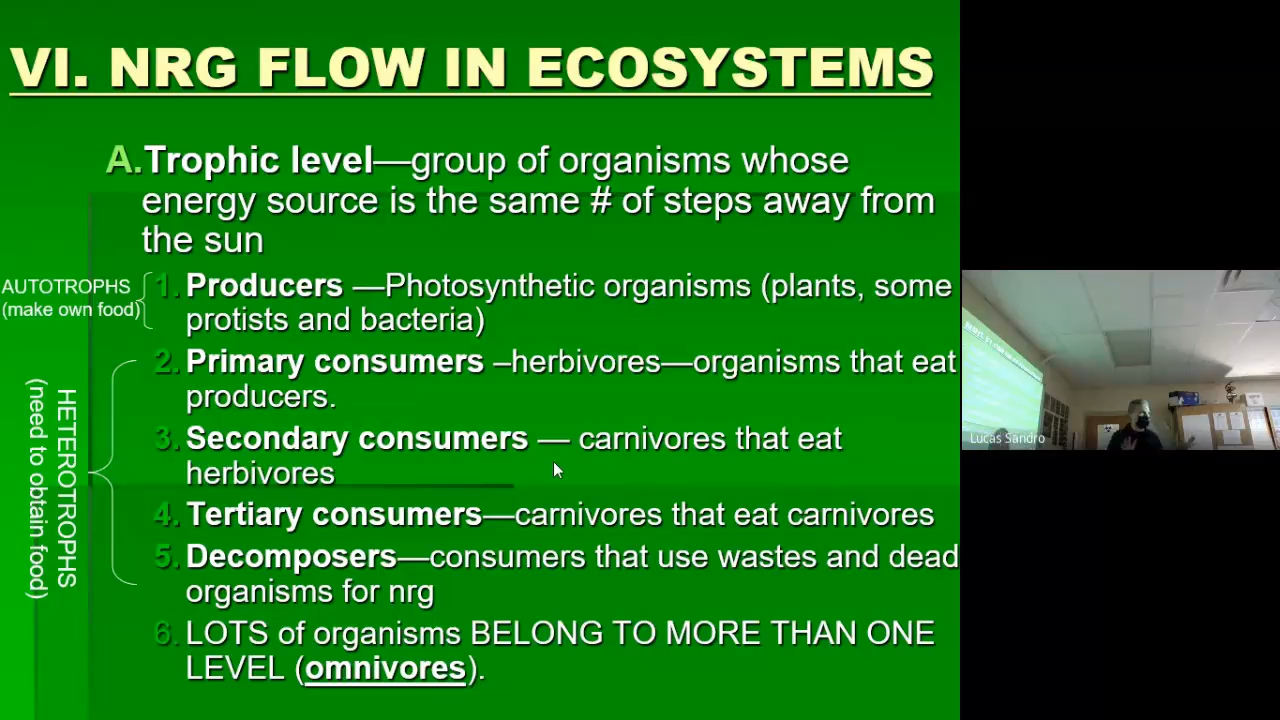 VI. NRG FLOW IN ECOSYSTEMS
A. Trophic level—group of organisms whose
energy source is the same # of steps away from
the sun
AUTOTROPHS
(make own food)
1. Producers —Photosynthetic organisms (plants, some
protists and bacteria)
2. Primary consumers –herbivores—organisms that eat
producers.
3. Secondary consumers — carnivores that eat
herbivores
4. Tertiary consumers—carnivores that eat carnivores
5. Decomposers—consumers that use wastes and dead
organisms for nrg
HETEROTROPHS
(need to obtain food)
6. LOTS of organisms BELONG TO MORE THAN ONE
LEVEL (omnivores).
Lucas Sandro